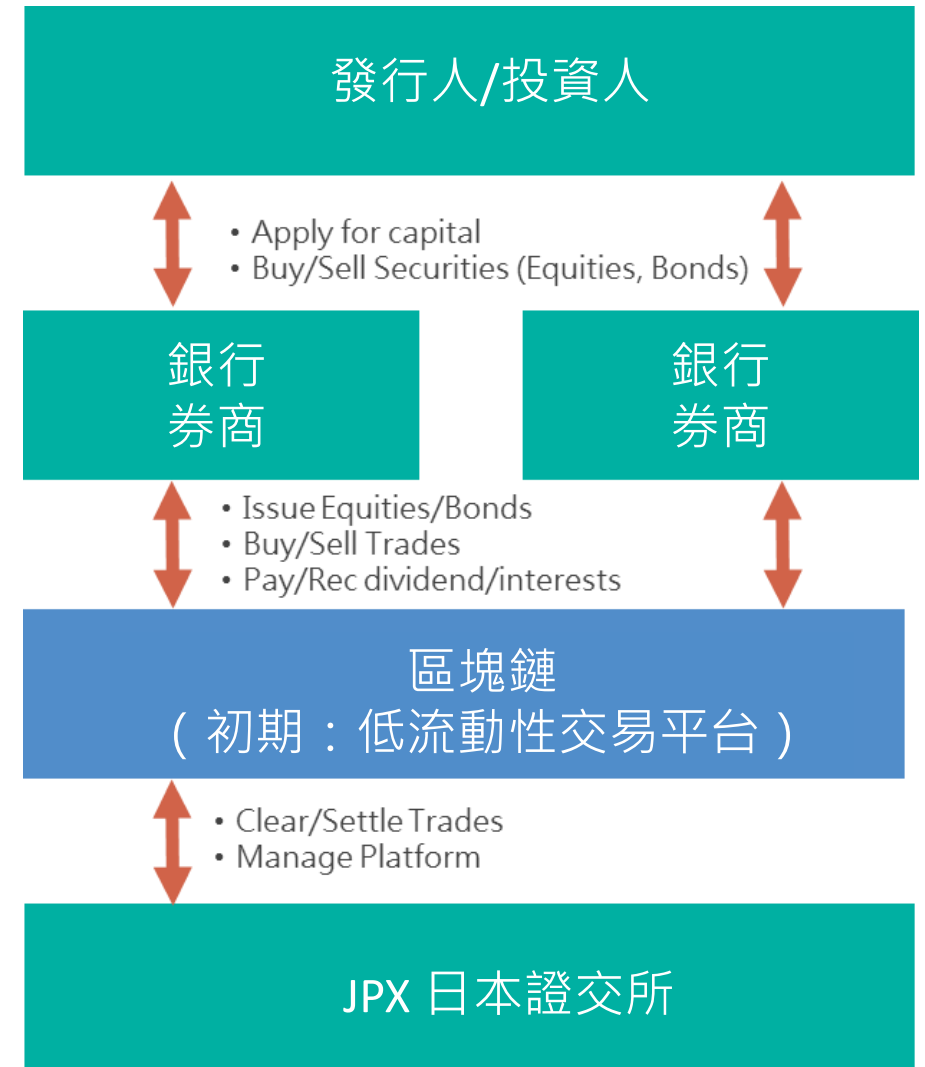 發行人/投資人
• Apply for capital
• Buy/Sell Securities (Equities, Bonds)
銀行
券商
銀行
券商
• Issue Equities/Bonds
• Buy/Sell Trades
• Pay/Rec dividend/interests
區塊鏈
（初期：低流動性交易平台）
• Clear/Settle Trades
• Manage Platform
JPX 日本證交所